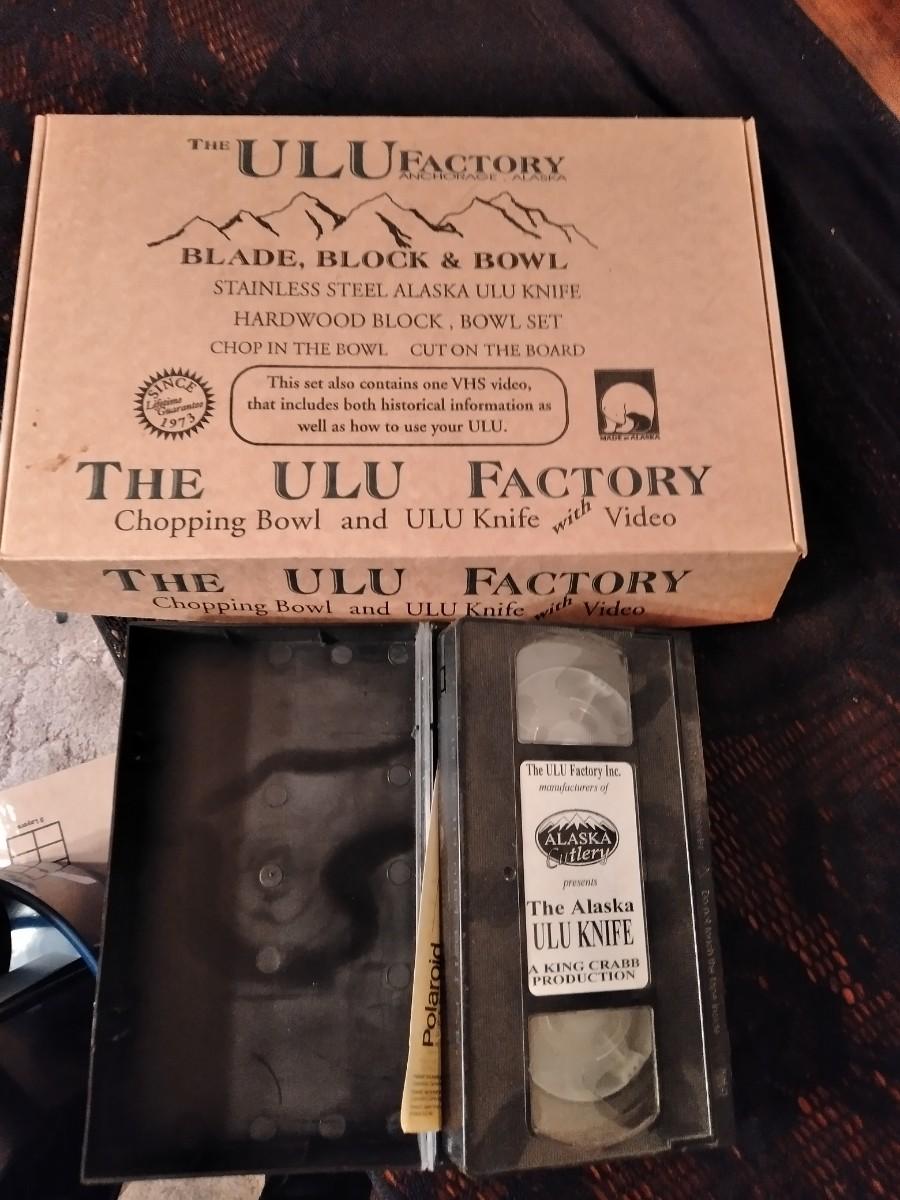 THE ULU FACTORY
ANCHORAGE, ALASKA
BLADE, BLOCK & BOWL
STAINLESS STEEL ALASKA ULU KNIFE
HARDWOOD BLOCK , BOWL SET
CHOP IN THE BOWL CUT ON THE BOARD
SINCE
Lifetime
Guarantee
1973
This set also contains one VHS video,
that includes both historical information as
well as how to use your ULU.
MADE in ALASKA
THE ULU FACTORY
Chopping Bowl and ULU Knife with Video
THE ULU FACTORY
Chopping Bowl and ULU Knife with Video
The ULU Factory Inc.
manufacturers of
ALASKA
Cutlery
presents
The Alaska
ULU KNIFE
A KING CRABB
PRODUCTION
Polaroid